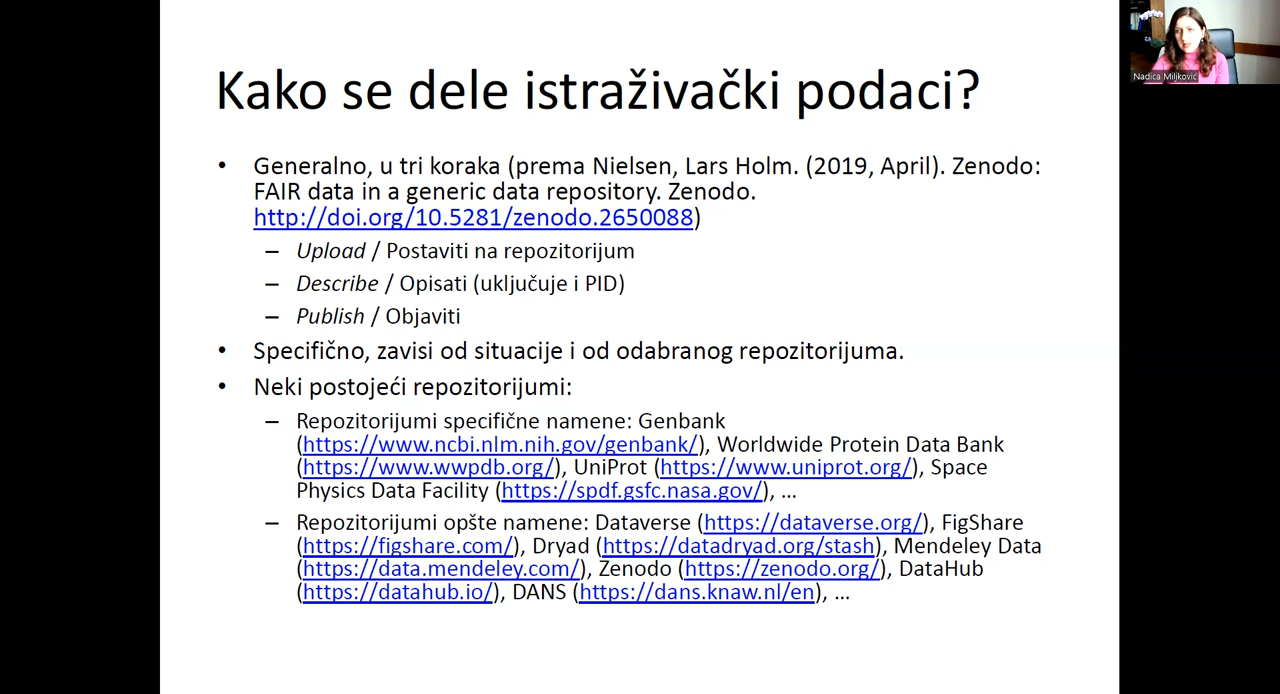 Kako se dele istraživački podaci?
• Generalno, u tri koraka (prema Nielsen, Lars Holm. (2019, April). Zenodo:
FAIR data in a generic data repository. Zenodo.
http://doi.org/10.5281/zenodo.2650088)
– Upload / Postaviti na repozitorijum
– Describe / Opisati (uključuje i PID)
– Publish / Objaviti
• Specifično, zavisi od situacije i od odabranog repozitorijuma.
• Neki postojeći repozitorijumi:
– Repozitorijumi specifične namene: Genbank
(https://www.ncbi.nlm.nih.gov/genbank/), Worldwide Protein Data Bank
(https://www.wwpdb.org/), UniProt (https://www.uniprot.org/), Space
Physics Data Facility (https://spdf.gsfc.nasa.gov/), …
– Repozitorijumi opšte namene: Dataverse (https://dataverse.org/), FigShare
(https://figshare.com/), Dryad (https://datadryad.org/stash), Mendeley Data
(https://data.mendeley.com/), Zenodo (https://zenodo.org/), DataHub
(https://datahub.io/), DANS (https://dans.knaw.nl/en), …
Nadica Miljković